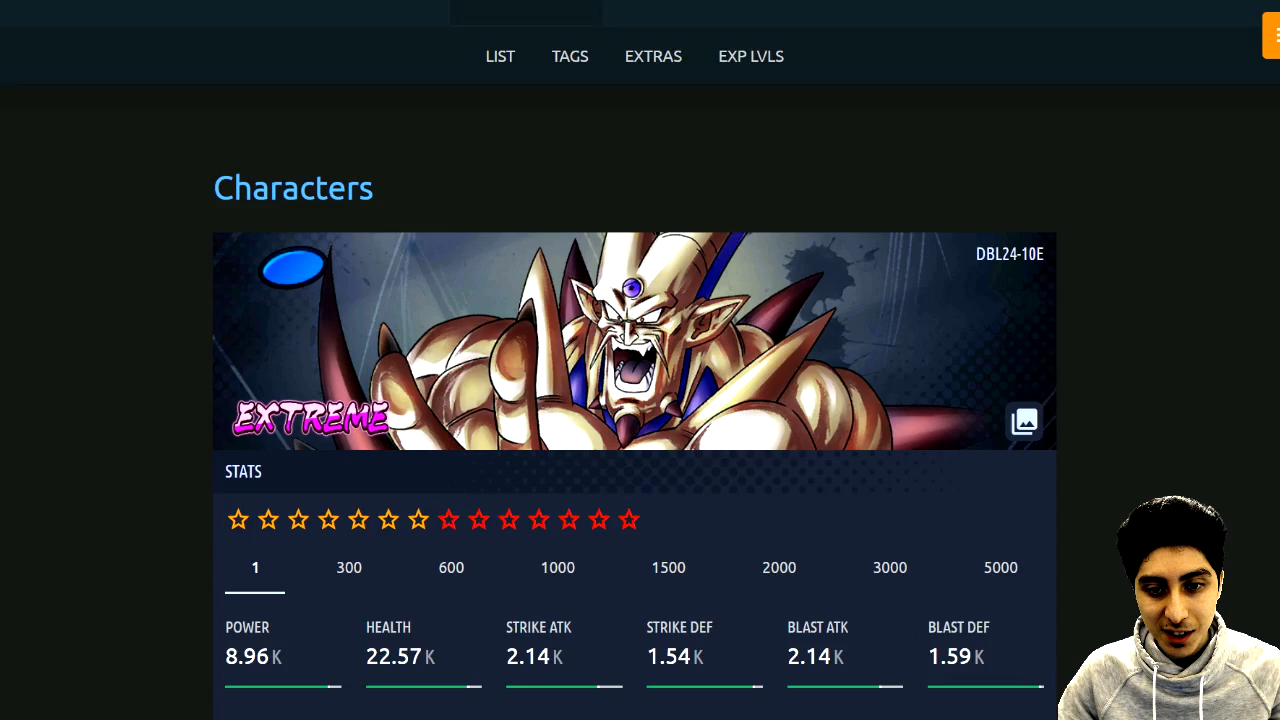 LIST TAGS EXTRAS EXP LVLS
Characters
DBL24-10E
EXTREME
STATS
1 300 600 1000 1500 2000 3000 5000
POWER HEALTH STRIKE ATK STRIKE DEF BLAST ATK BLAST DEF
8.96 K 22.57 K 2.14 K 1.54 K 2.14 K 1.59 K